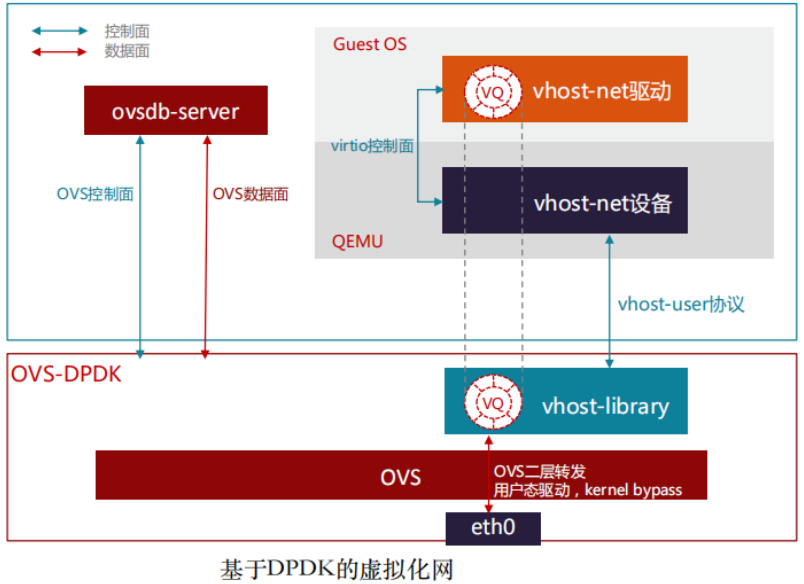 控制面
数据面
Guest OS
VQ
vhost-net驱动
ovsdb-server
virtio控制面
OVS控制面
OVS数据面
vhost-net设备
QEMU
vhost-user协议
OVS-DPDK
VQ
vhost-library
OVS
OVS二层转发
用户态驱动，kernel bypass
eth0
基于DPDK的虚拟化网